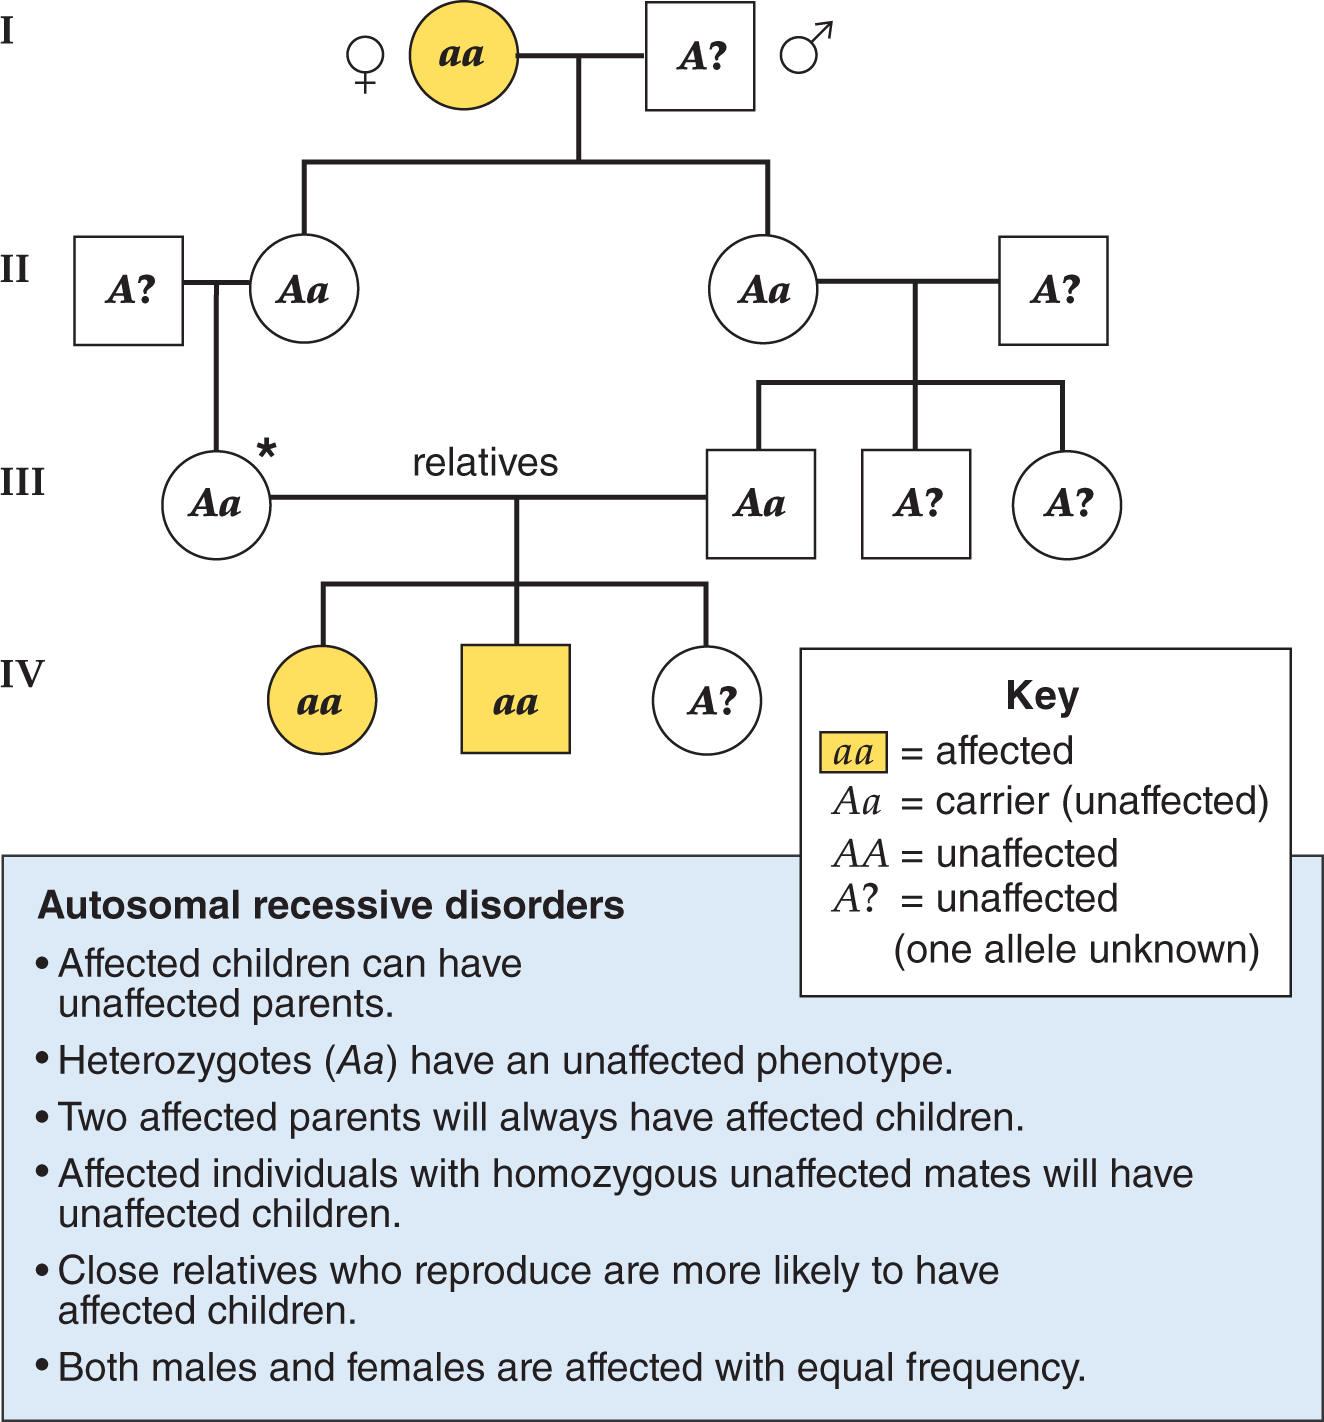 I
aa
A?
II
A?
Aa
Aa
A?
III
Aa
*
relatives
Aa
A?
A?
IV
aa
aa
A?
Key
aa = affected
Aa = carrier (unaffected)
AA = unaffected
A? = unaffected
(one allele unknown)
Autosomal recessive disorders
• Affected children can have
unaffected parents.
• Heterozygotes (Aa) have an unaffected phenotype.
• Two affected parents will always have affected children.
• Affected individuals with homozygous unaffected mates will have
unaffected children.
• Close relatives who reproduce are more likely to have
affected children.
• Both males and females are affected with equal frequency.